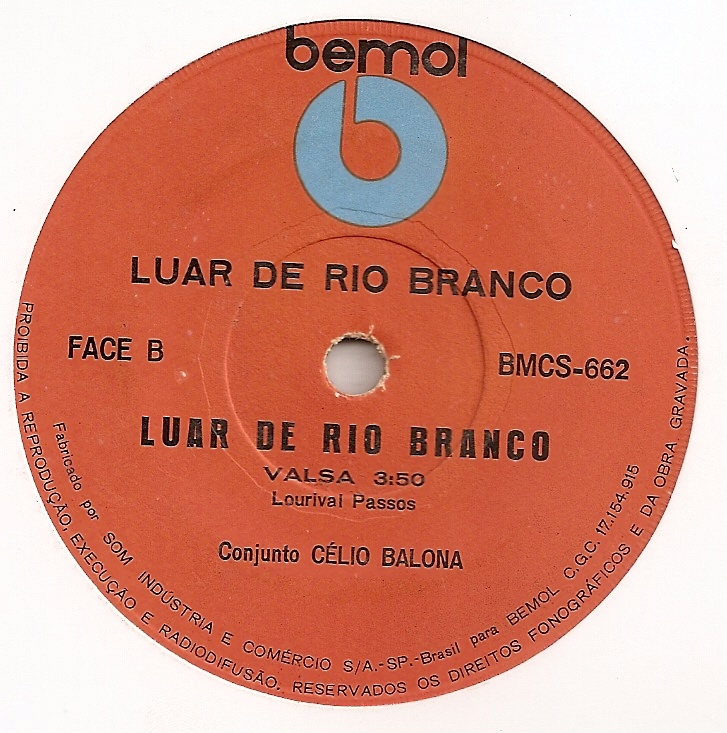 bemol
b
LUAR DE RIO BRANCO
FACE B
BMCS-662
LUAR DE RIO BRANCO
VALSA 3:50
Lourival Passos
Conjunto CÉLIO BALONA
Fabricado por SOM INDÚSTRIA E COMÉRCIO S/A.-SP.-Brasil para BEMOL C.G.C. 17.154.915
PROIBIDA A REPRODUÇÃO, EXECUÇÃO E RADIODIFUSÃO. RESERVADOS OS DIREITOS FONOGRÁFICOS E DA OBRA GRAVADA.